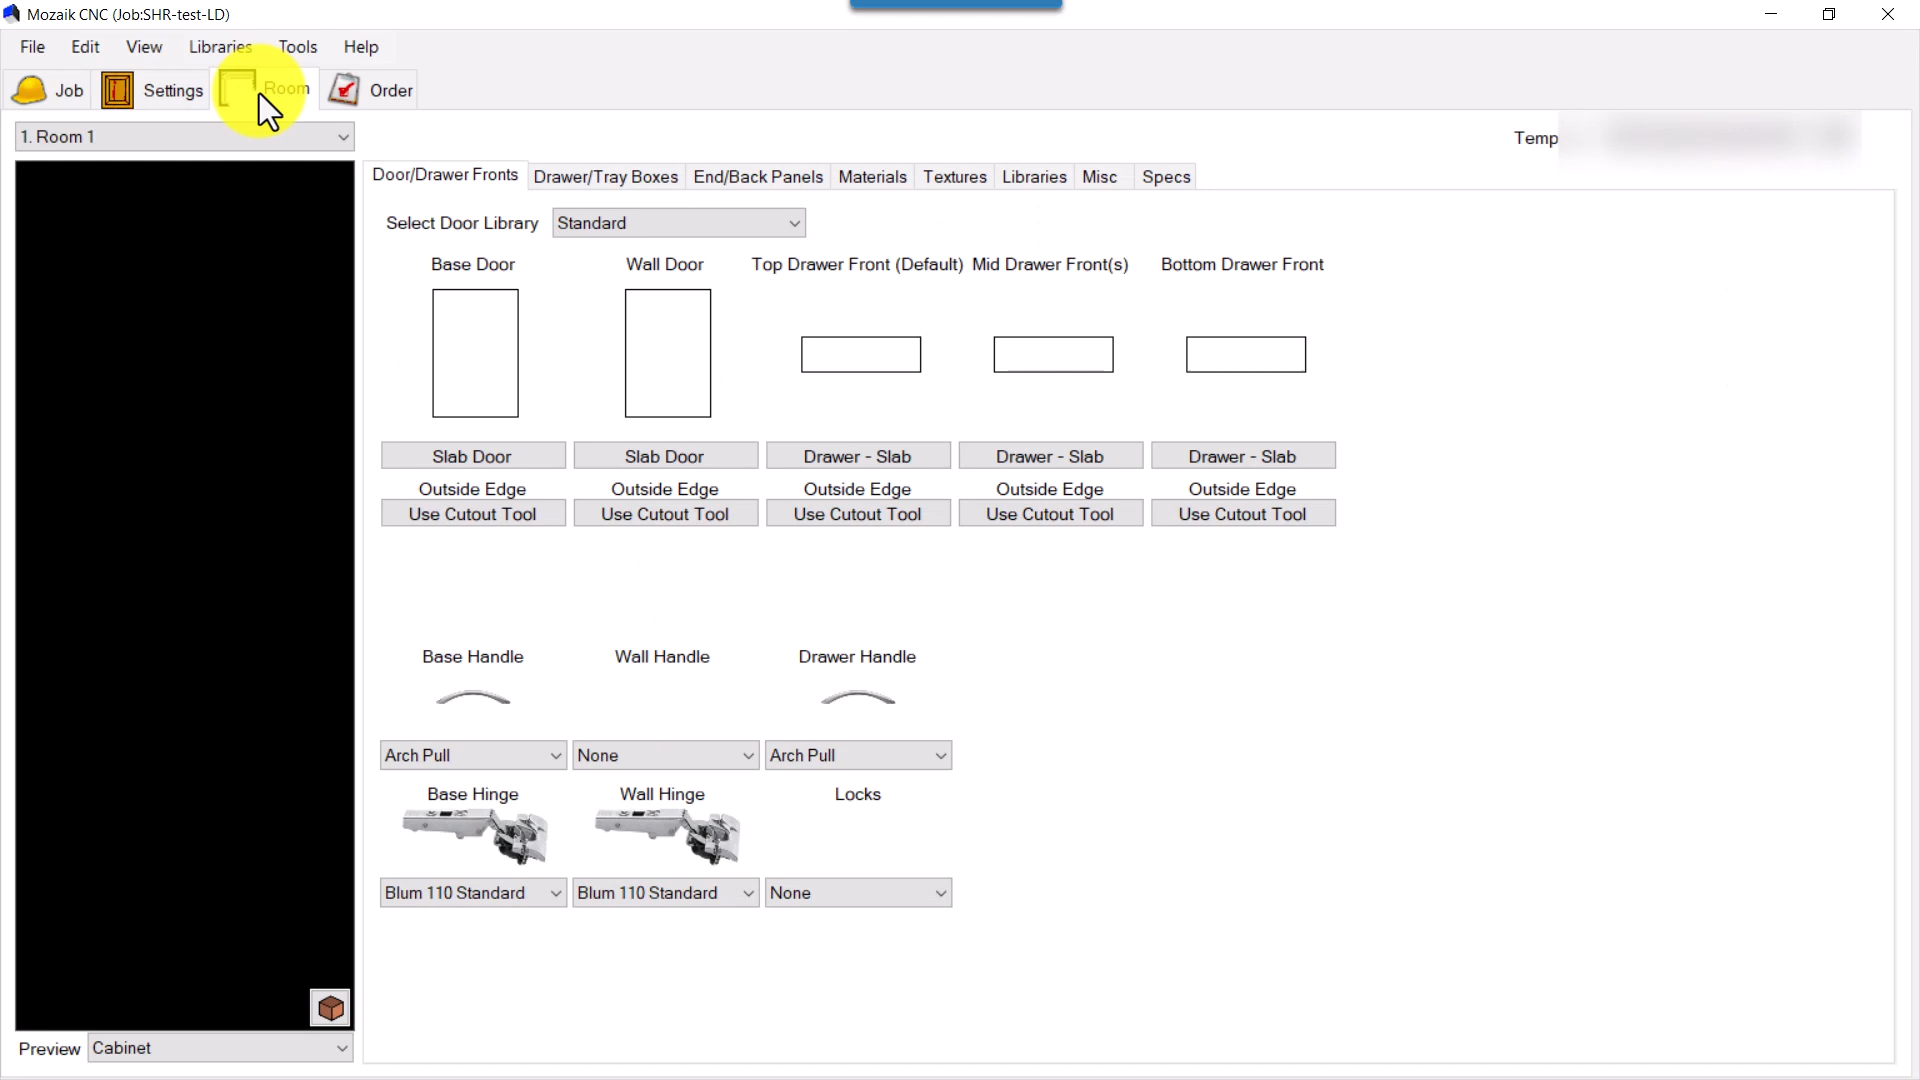 Mozaik CNC (Job:SHR-test-LD)
File Edit View Libraries Tools Help
Job Settings Room Order
1. Room 1
Temp
Door/Drawer Fronts Drawer/Tray Boxes End/Back Panels Materials Textures Libraries Misc Specs
Select Door Library Standard
Base Door Wall Door Top Drawer Front (Default) Mid Drawer Front(s) Bottom Drawer Front
Slab Door Slab Door Drawer - Slab Drawer - Slab Drawer - Slab
Outside Edge Outside Edge Outside Edge Outside Edge Outside Edge
Use Cutout Tool Use Cutout Tool Use Cutout Tool Use Cutout Tool Use Cutout Tool
Base Handle Wall Handle Drawer Handle
Arch Pull None Arch Pull
Base Hinge Wall Hinge Locks
Blum 110 Standard Blum 110 Standard None
Preview Cabinet